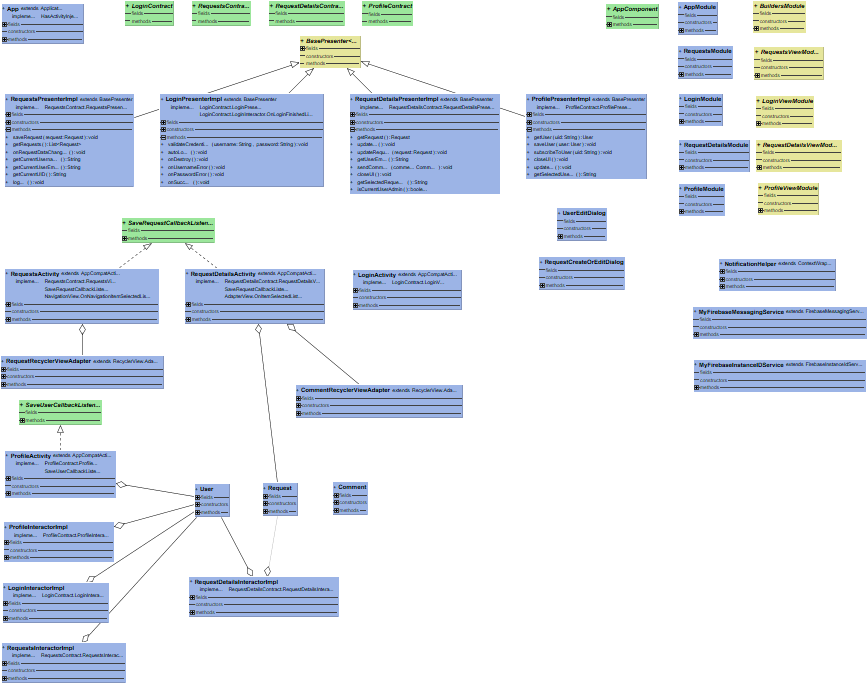 App extends Applicat...
impleme... HasActivityInje...
fields
constructors
methods
LoginContract
fields
methods
RequestsContra...
fields
methods
RequestDetailsContra...
fields
methods
ProfileContract
fields
methods
AppComponent
fields
methods
AppModule
fields
constructors
methods
BuildersModule
fields
constructors
methods
BasePresenter<...
fields
constructors
methods
RequestsModule
fields
constructors
methods
RequestsViewMod...
fields
constructors
methods
RequestsPresenterImpl extends BasePresenter
impleme... RequestsContract.RequestsPresen...
fields
constructors
methods
saveRequest (request: Request): void
getRequests (): List<Request>
onRequestDataChang... (): void
getCurrentUserna... (): String
getCurrentUserEm... (): String
getCurrentUID (): String
log... (): void
LoginPresenterImpl extends BasePresenter
impleme... LoginContract.LoginPrese...
LoginContract.LoginInteractor.OnLoginFinishedLi...
fields
constructors
methods
validateCredenti... (username: String, password: String): void
autoLo... (): void
onDestroy (): void
onUsernameError (): void
onPasswordError (): void
onSucc... (): void
RequestDetailsPresenterImpl extends BasePresenter
impleme... RequestDetailsContract.RequestDetailsPrese...
fields
constructors
methods
getRequest (): Request
update... (): void
updateRequ... (request: Request): void
getUserEm... (): String
sendComm... (comme... Comm... ): void
closeUI (): void
getSelectedReque... (): String
isCurrentUserAdmin (): boole...
ProfilePresenterImpl extends BasePresenter
impleme... ProfileContract.ProfilePrese...
fields
constructors
methods
getUser (uid: String): User
saveUser (user: User): void
subscribeToUser (uid: String): void
closeUI (): void
update... (): void
getSelectedUse... (): String
LoginModule
fields
constructors
methods
LoginViewModule
fields
constructors
methods
RequestDetailsModule
fields
constructors
methods
RequestDetailsViewMod...
fields
constructors
methods
ProfileModule
fields
constructors
methods
ProfileViewModule
fields
constructors
methods
SaveRequestCallbackListen...
fields
methods
UserEditDialog
fields
constructors
methods
RequestsActivity extends AppCompatActi...
impleme... RequestsContract.RequestsVi...
SaveRequestCallbackListe...
NavigationView.OnNavigationItemSelectedLis...
fields
constructors
methods
RequestDetailsActivity extends AppCompatActi...
impleme... RequestDetailsContract.RequestDetailsV...
SaveRequestCallbackListe...
AdapterView.OnItemSelectedList...
fields
constructors
methods
LoginActivity extends AppCompatActi...
impleme... LoginContract.LoginV...
fields
constructors
methods
RequestCreateOrEditDialog
fields
constructors
methods
NotificationHelper extends ContextWrap...
fields
constructors
methods
MyFirebaseMessagingService extends FirebaseMessagingServ...
fields
constructors
methods
RequestRecyclerViewAdapter extends RecyclerView.Ada...
fields
constructors
methods
MyFirebaseInstanceIDService extends FirebaseInstanceIdServ...
fields
constructors
methods
CommentRecyclerViewAdapter extends RecyclerView.Ada...
fields
constructors
methods
SaveUserCallbackListen...
fields
methods
ProfileActivity extends AppCompatActi...
impleme... ProfileContract.Profile...
SaveUserCallbackListe...
fields
constructors
methods
User
fields
constructors
methods
Request
fields
constructors
methods
Comment
fields
constructors
methods
ProfileInteractorImpl
impleme... ProfileContract.ProfileIntera...
fields
constructors
methods
LoginInteractorImpl
impleme... LoginContract.LoginIntera...
fields
constructors
methods
RequestDetailsInteractorImpl
impleme... RequestDetailsContract.RequestDetailsIntera...
fields
constructors
methods
RequestsInteractorImpl
impleme... RequestsContract.RequestsInterac...
fields
constructors
methods